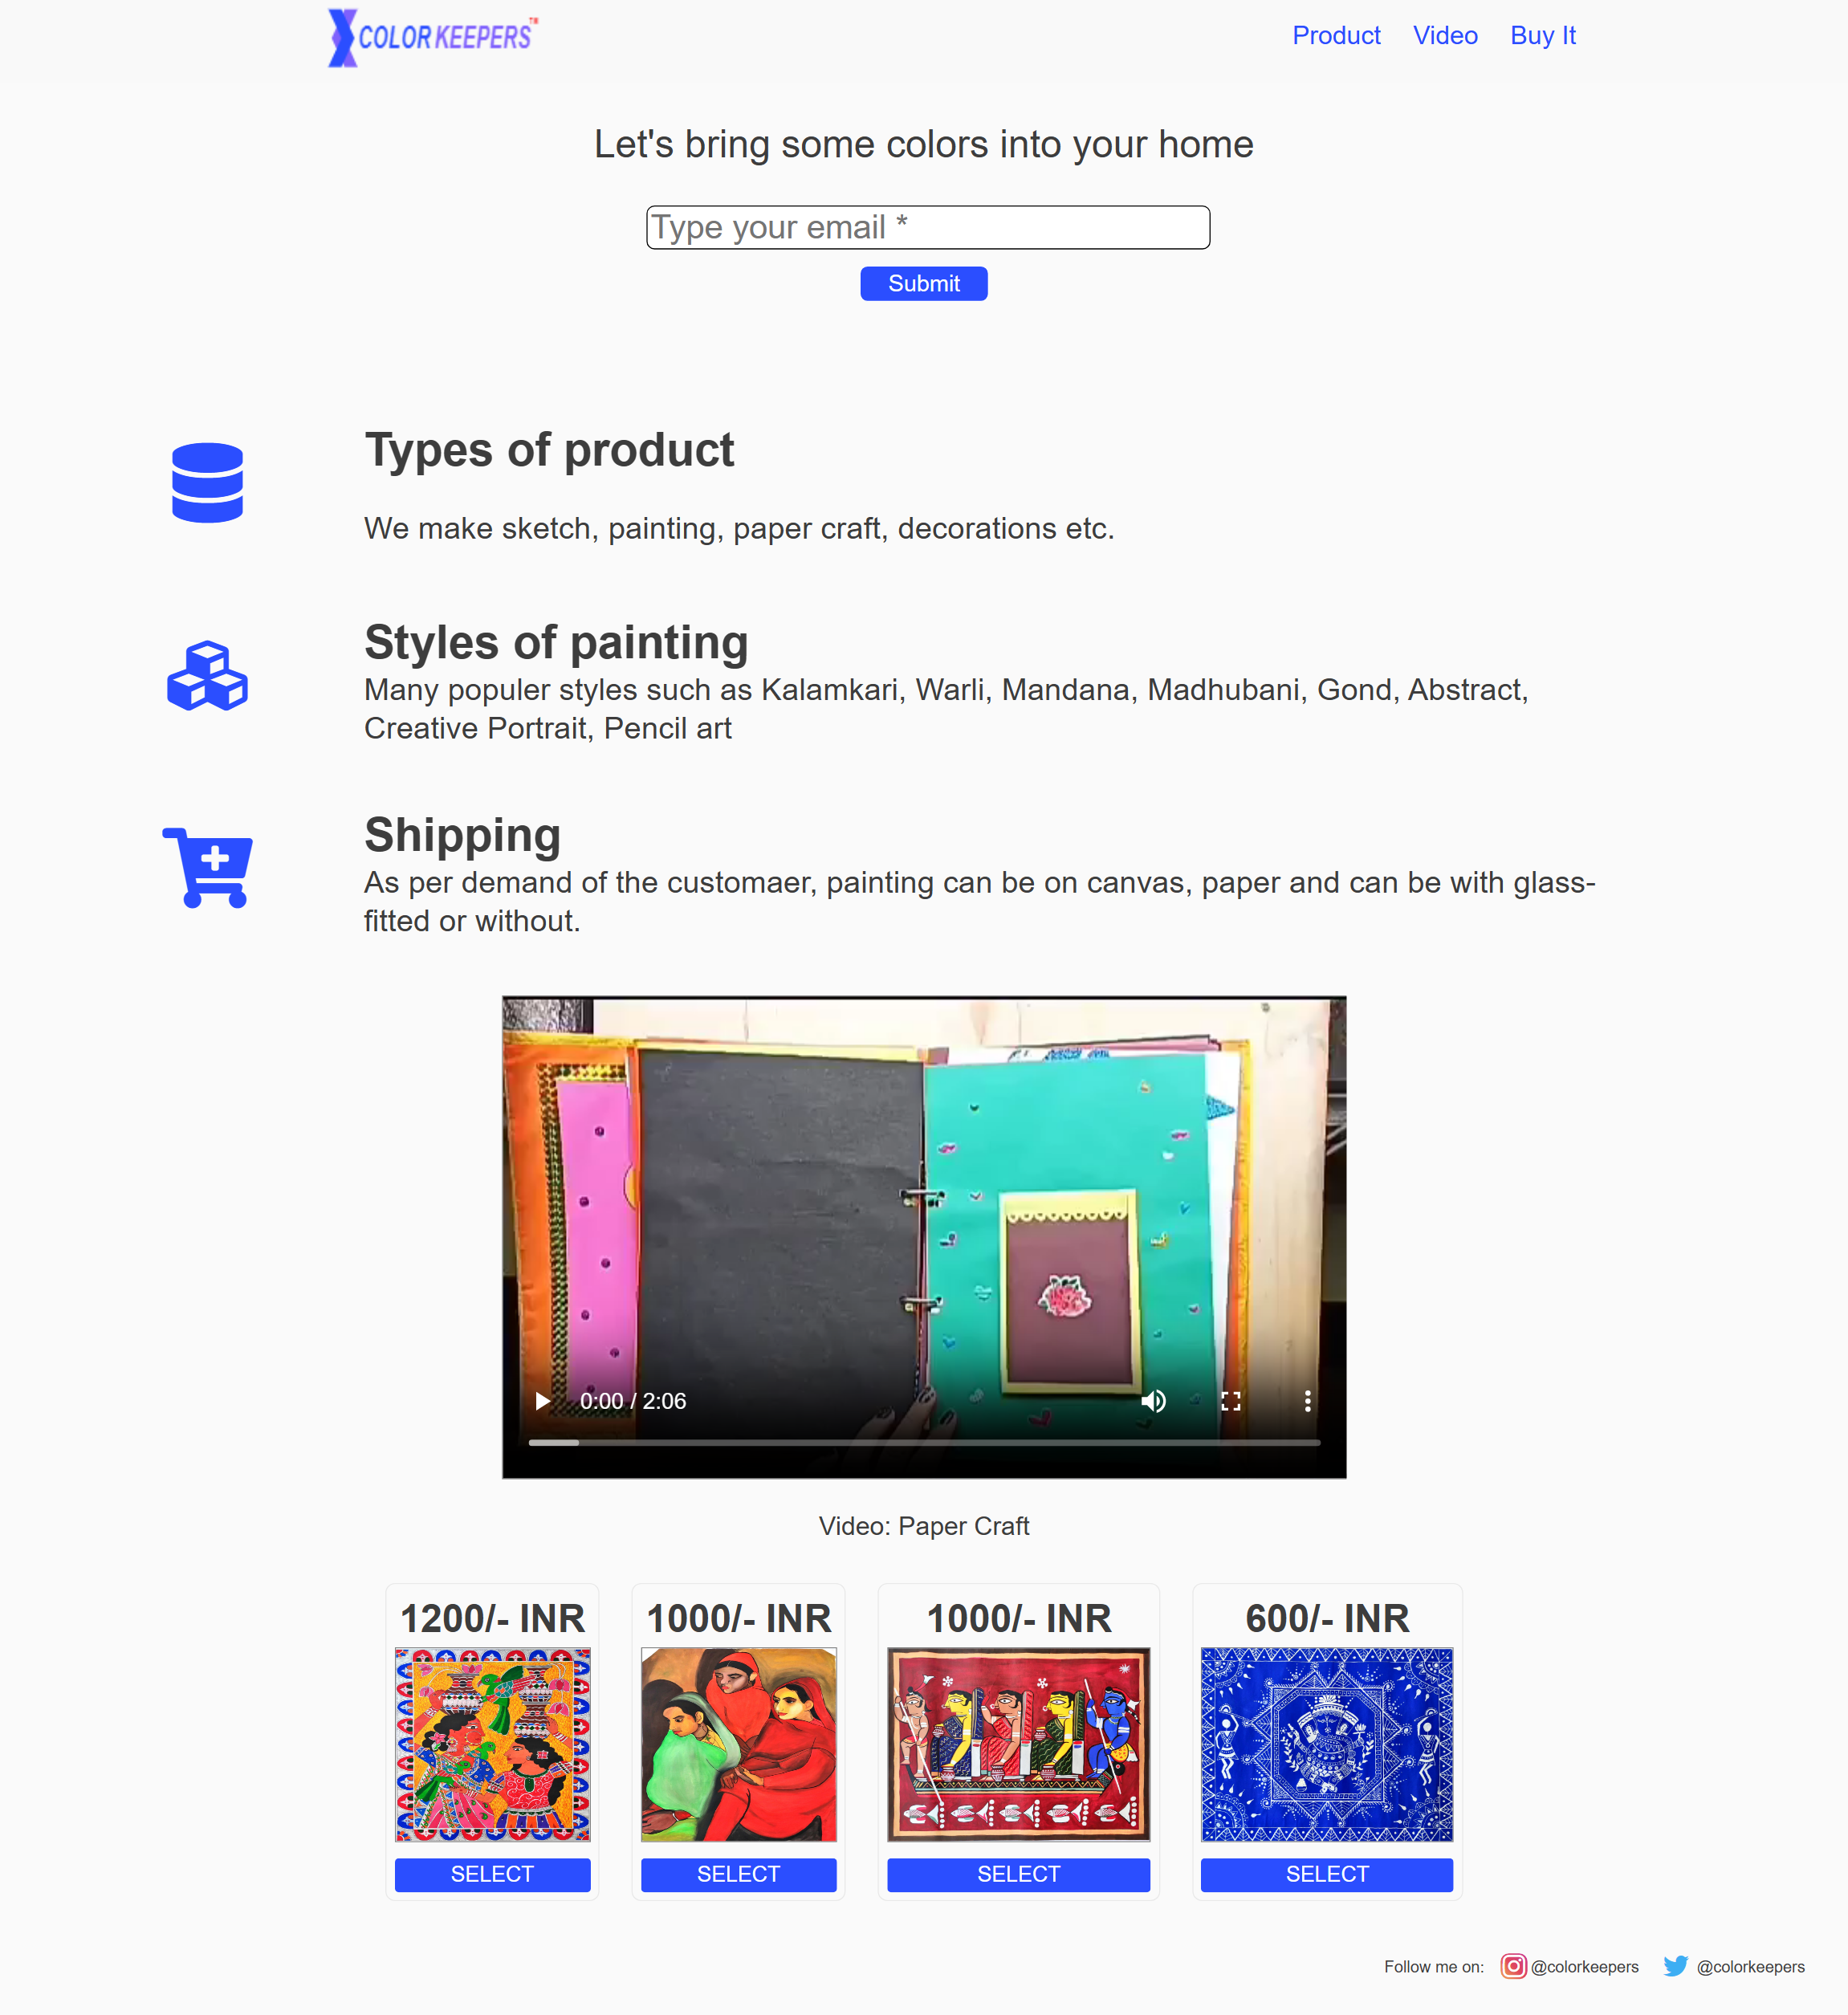 COLOR KEEPERS™
Product Video Buy It
Let's bring some colors into your home
Type your email *
Submit
Types of product
We make sketch, painting, paper craft, decorations etc.
Styles of painting
Many populer styles such as Kalamkari, Warli, Mandana, Madhubani, Gond, Abstract,
Creative Portrait, Pencil art
Shipping
As per demand of the customaer, painting can be on canvas, paper and can be with glass-
fitted or without.
0:00 / 2:06
Video: Paper Craft
1200/- INR 1000/- INR 1000/- INR 600/- INR
SELECT SELECT SELECT SELECT
Follow me on: @colorkeepers @colorkeepers